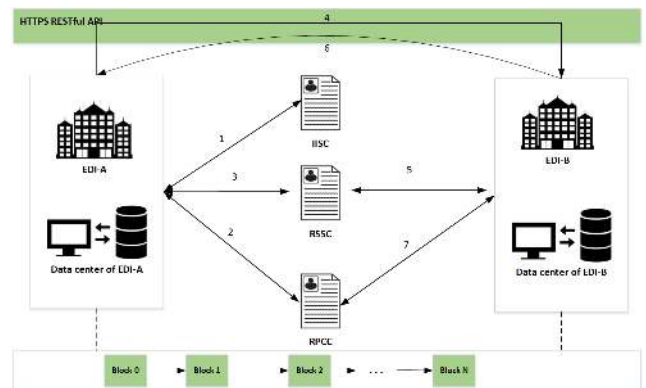 HTTPS RESTful API
4
6
IISC
EDI-A
EDI-B
1
3
5
RSSC
2
7
Data center of EDI-A
Data center of EDI-B
RPCC
Block 0
Block 1
Block 2
...
Block N